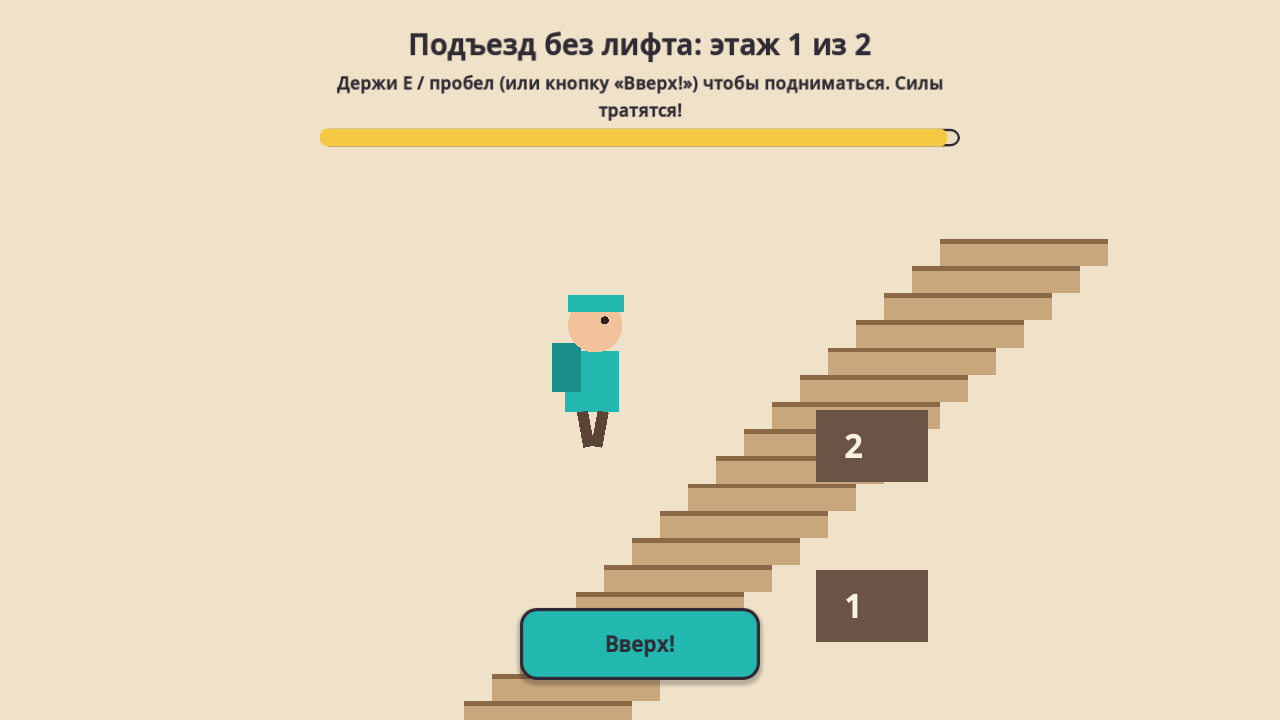 Подъезд без лифта: этаж 1 из 2
Держи E / пробел (или кнопку «Вверх!») чтобы подниматься. Силы
тратятся!
2
1
Вверх!